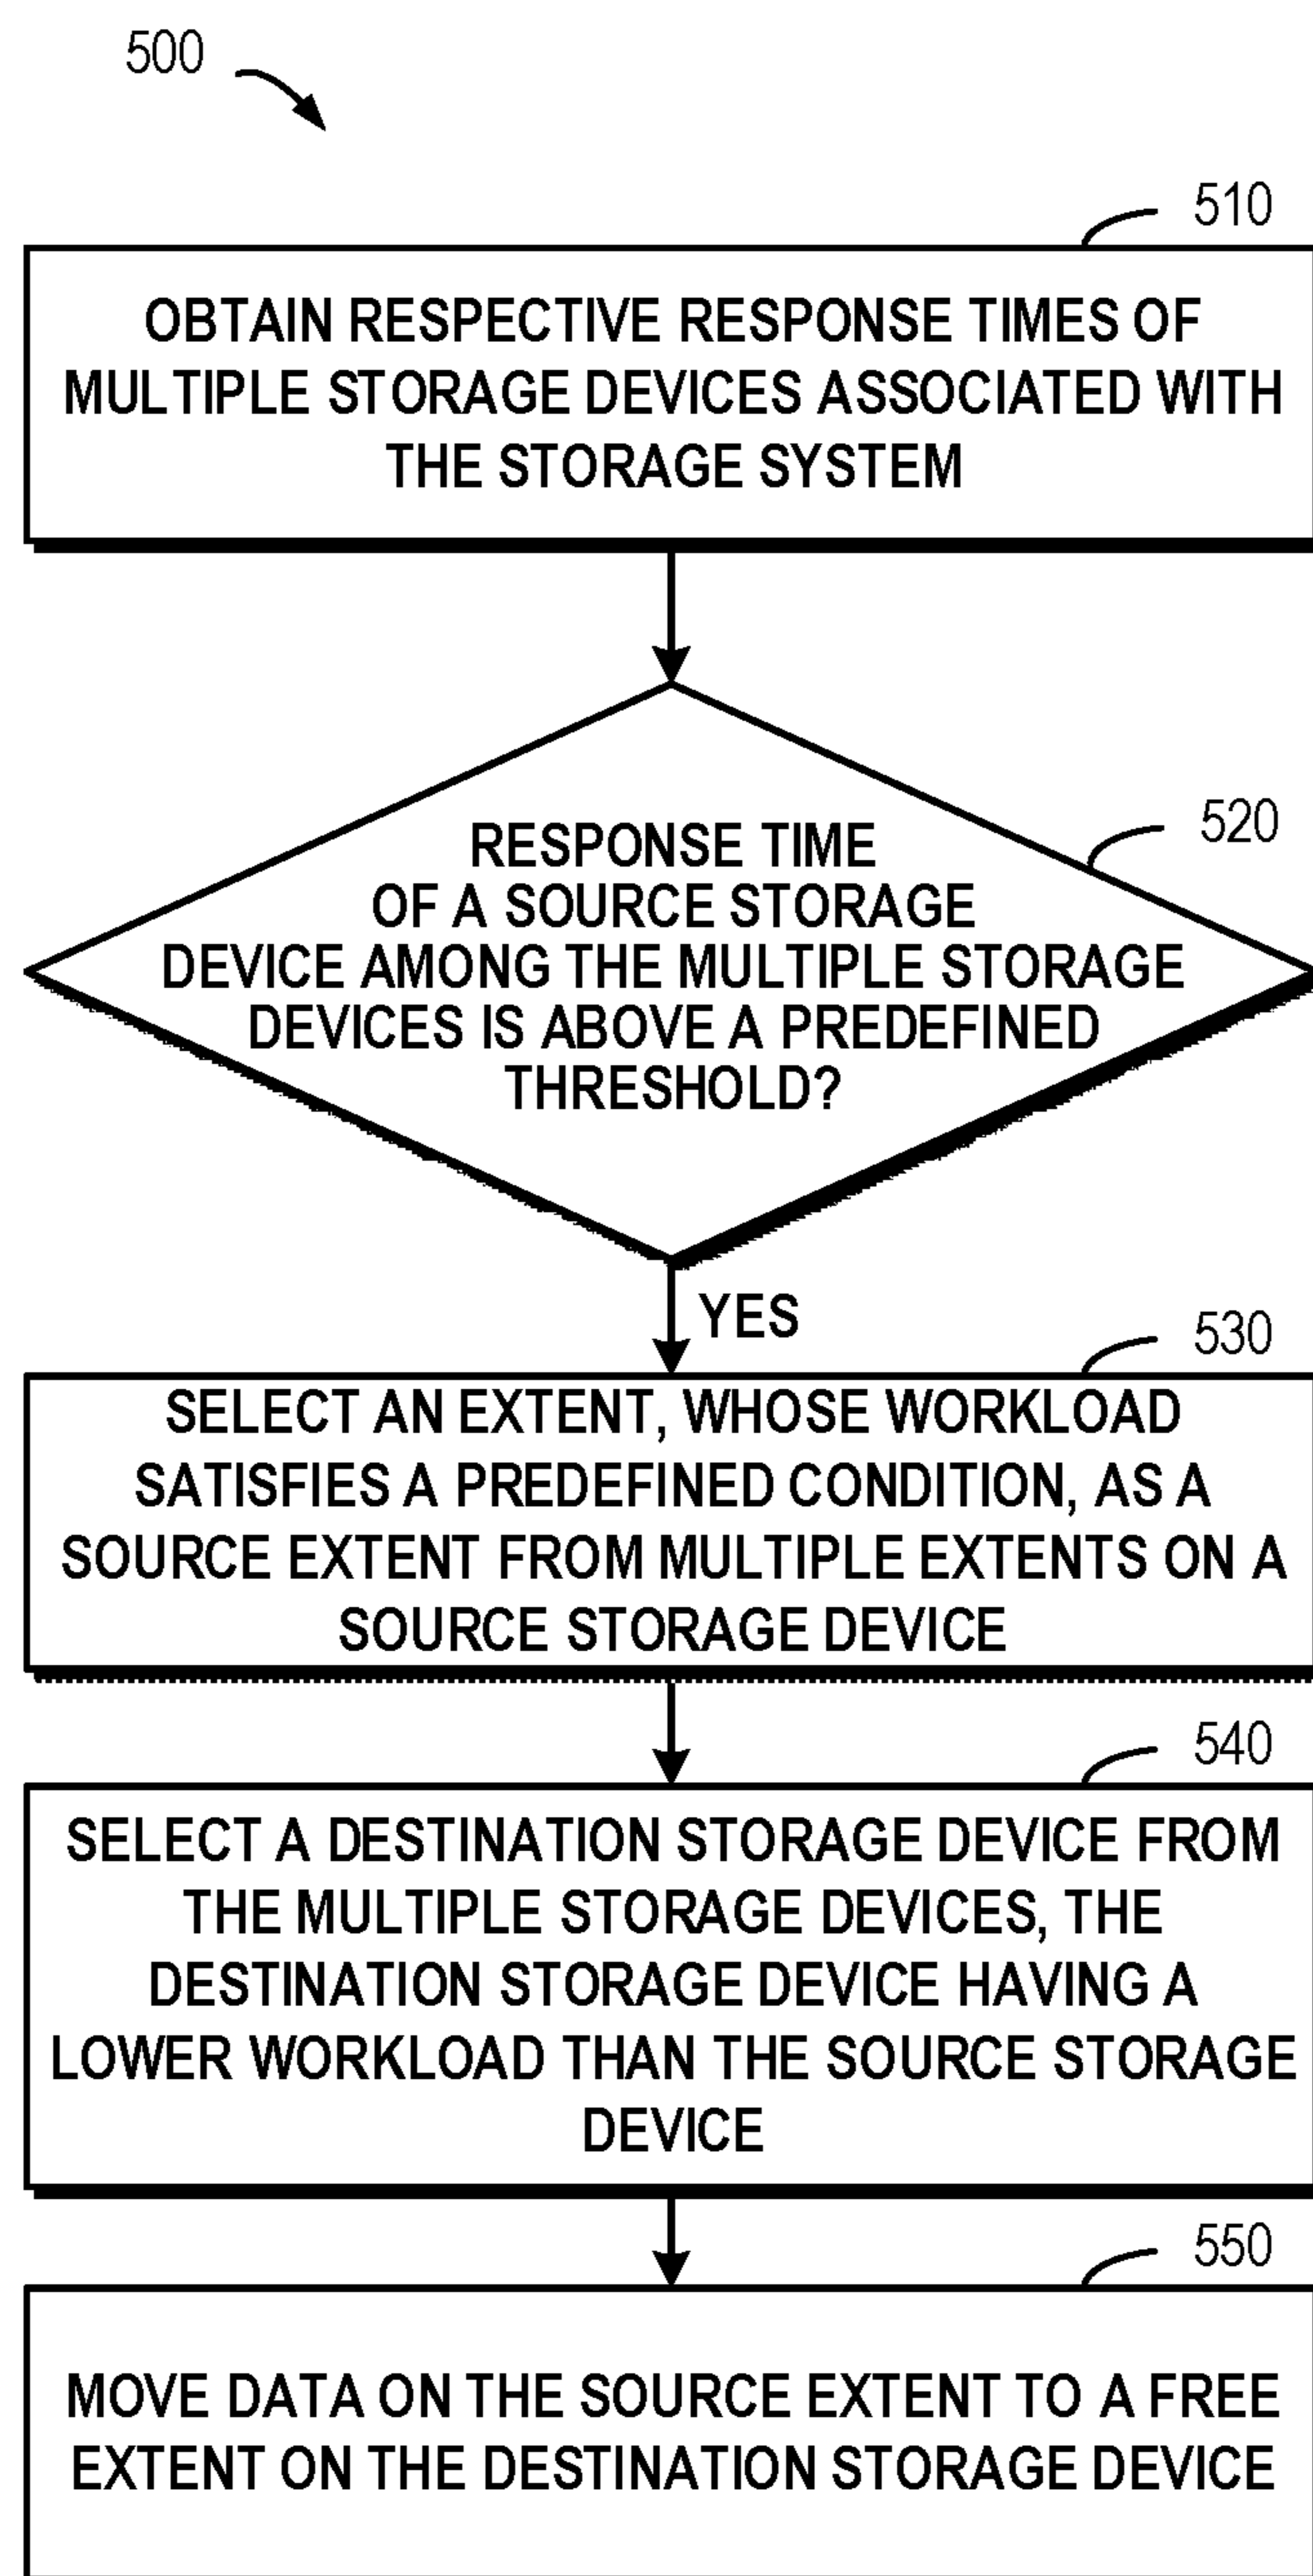 500
510
OBTAIN RESPECTIVE RESPONSE TIMES OF
MULTIPLE STORAGE DEVICES ASSOCIATED WITH
THE STORAGE SYSTEM
520
RESPONSE TIME
OF A SOURCE STORAGE
DEVICE AMONG THE MULTIPLE STORAGE
DEVICES IS ABOVE A PREDEFINED
THRESHOLD?
YES
530
SELECT AN EXTENT, WHOSE WORKLOAD
SATISFIES A PREDEFINED CONDITION, AS A
SOURCE EXTENT FROM MULTIPLE EXTENTS ON A
SOURCE STORAGE DEVICE
540
SELECT A DESTINATION STORAGE DEVICE FROM
THE MULTIPLE STORAGE DEVICES, THE
DESTINATION STORAGE DEVICE HAVING A
LOWER WORKLOAD THAN THE SOURCE STORAGE
DEVICE
550
MOVE DATA ON THE SOURCE EXTENT TO A FREE
EXTENT ON THE DESTINATION STORAGE DEVICE